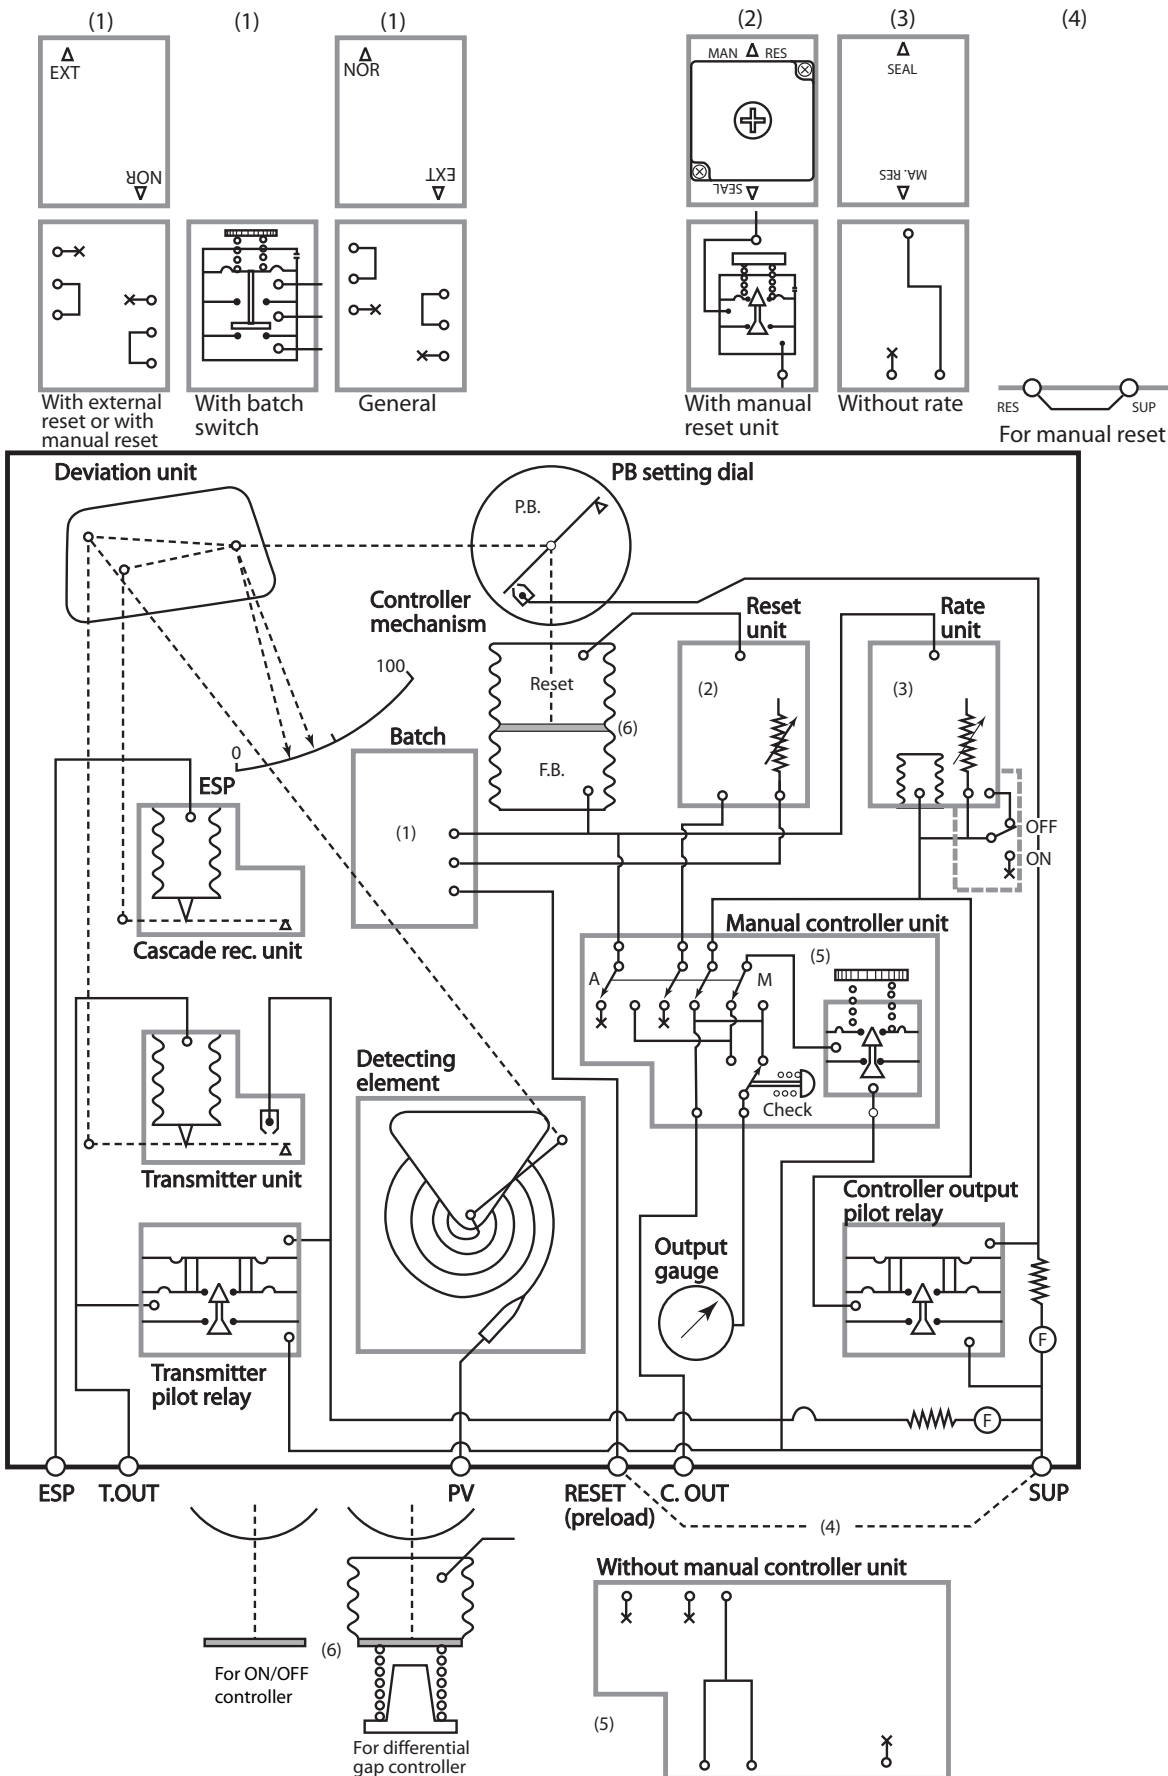 (1)
(1)
(1)
(2)
(3)
(4)
EXT
NOR
NOR
EXT
MAN RES
SEAL
SEAL
MA. RES
With external
reset or with
manual reset
With batch
switch
General
With manual
reset unit
Without rate
RES
SUP
For manual reset
Deviation unit
PB setting dial
P.B.
Controller
mechanism
Reset
unit
Rate
unit
100
0
Reset
F.B.
(6)
(2)
(3)
Batch
(1)
ESP
OFF
ON
Cascade rec. unit
Manual controller unit
(5)
A
M
Check
Detecting
element
Transmitter unit
Controller output
pilot relay
Output
gauge
F
Transmitter
pilot relay
F
ESP
T.OUT
PV
RESET
(preload)
C. OUT
SUP
(4)
Without manual controller unit
(6)
For ON/OFF
controller
(5)
For differential
gap controller